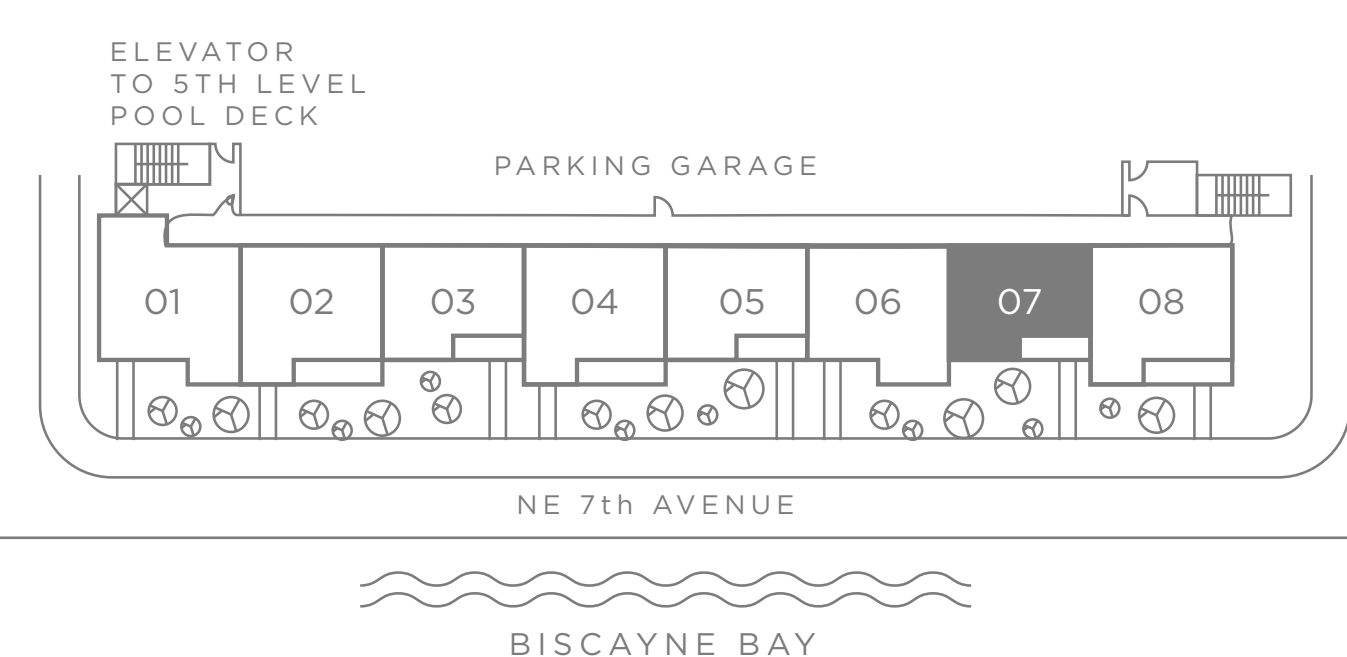 ELEVATOR
TO 5TH LEVEL
POOL DECK
PARKING GARAGE
01 02 03 04 05 06 07 08
NE 7th AVENUE
BISCAYNE BAY